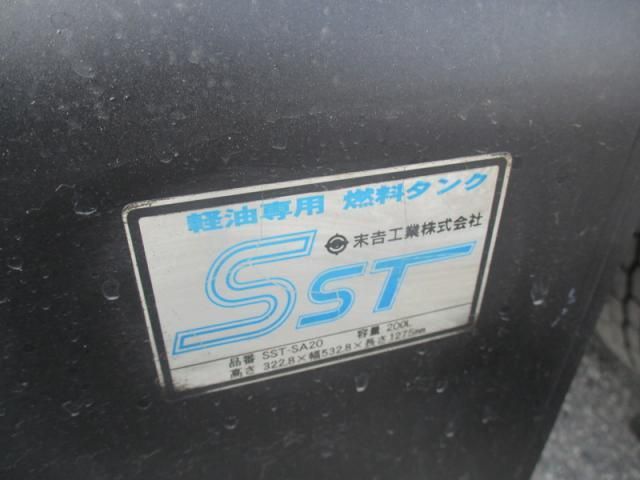 軽油専用 燃料タンク
末吉工業株式会社
SST
品番 SST-SA20 容量 200L
高さ 322.8×幅532.8×長さ1275mm